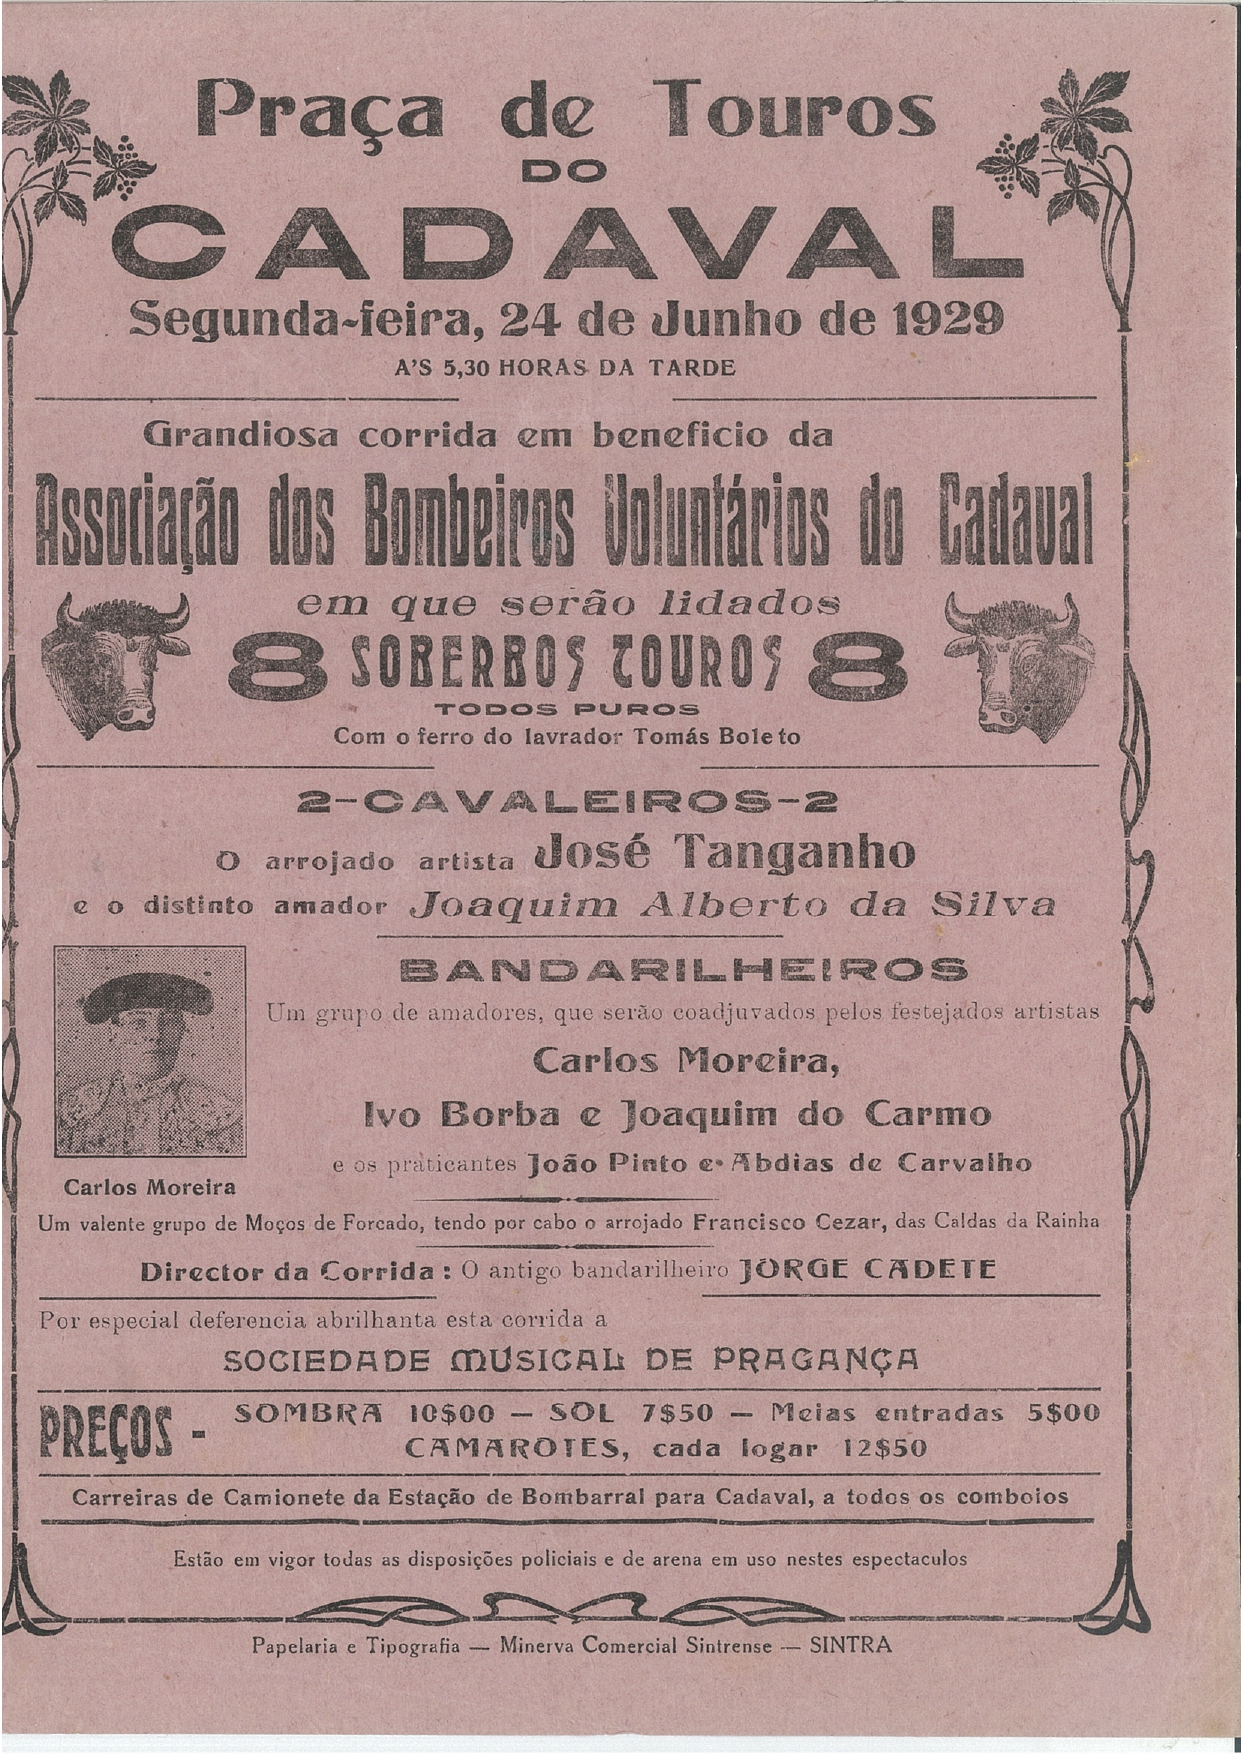 Praça de Touros
DO
CADAVAL
Segunda-feira, 24 de Junho de 1929
A'S 5,30 HORAS DA TARDE
Grandiosa corrida em beneficio da
Associação dos Bombeiros Voluntários do Cadaval
em que serão lidados
8 SOBERBOS TOUROS 8
TODOS PUROS
Com o ferro do lavrador Tomás Boleto
2-CAVALEIROS-2
O arrojado artista José Tanganho
e o distinto amador Joaquim Alberto da Silva
BANDARILHEIROS
Um grupo de amadores, que serão coadjuvados pelos festejados artistas
Carlos Moreira,
Ivo Borba e Joaquim do Carmo
e os praticantes João Pinto e Abdias de Carvalho
Carlos Moreira
Um valente grupo de Moços de Forcado, tendo por cabo o arrojado Francisco Cezar, das Caldas da Rainha
Director da Corrida: O antigo bandarilheiro JORGE CADETE
Por especial deferencia abrilhanta esta corrida a
SOCIEDADE MUSICAL DE PRAGANÇA
PREÇOS - SOMBRA 10$00 — SOL 7$50 — Meias entradas 5$00
CAMAROTES, cada logar 12$50
Carreiras de Camionete da Estação de Bombarral para Cadaval, a todos os comboios
Estão em vigor todas as disposições policiais e de arena em uso nestes espectaculos
Papelaria e Tipografia — Minerva Comercial Sintrense — SINTRA